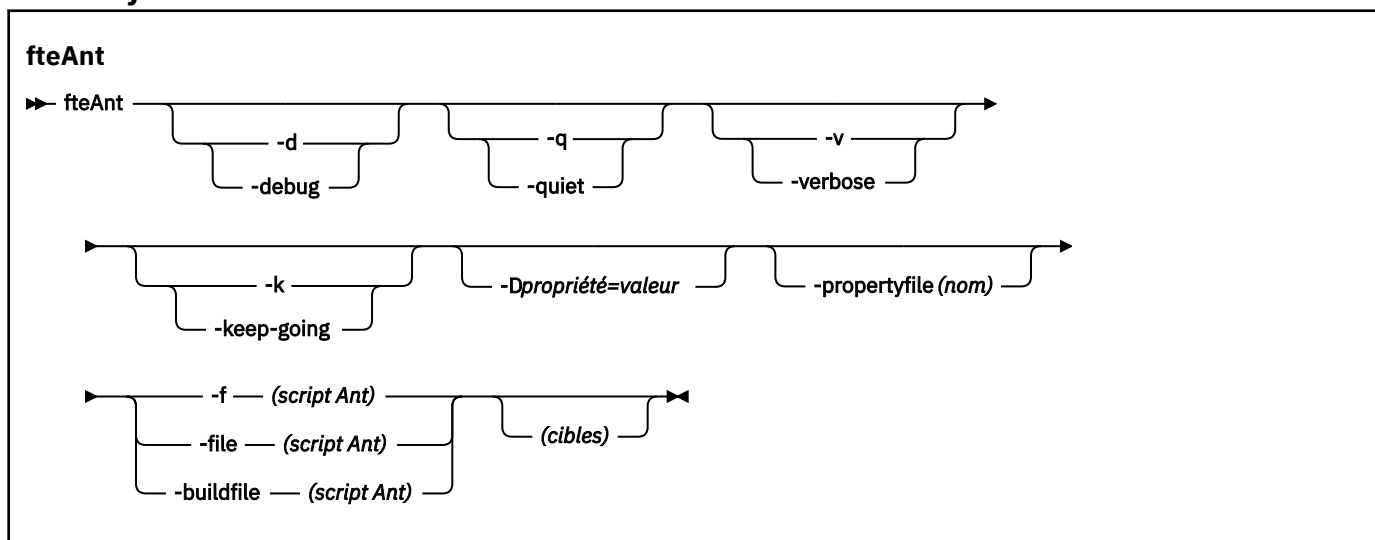 fteAnt
fteAnt
-d
-debug
-q
-quiet
-v
-verbose
-k
-keep-going
-Dpropriété=valeur
-propertyfile (nom)
-f (script Ant)
-file (script Ant)
-buildfile (script Ant)
(cibles)